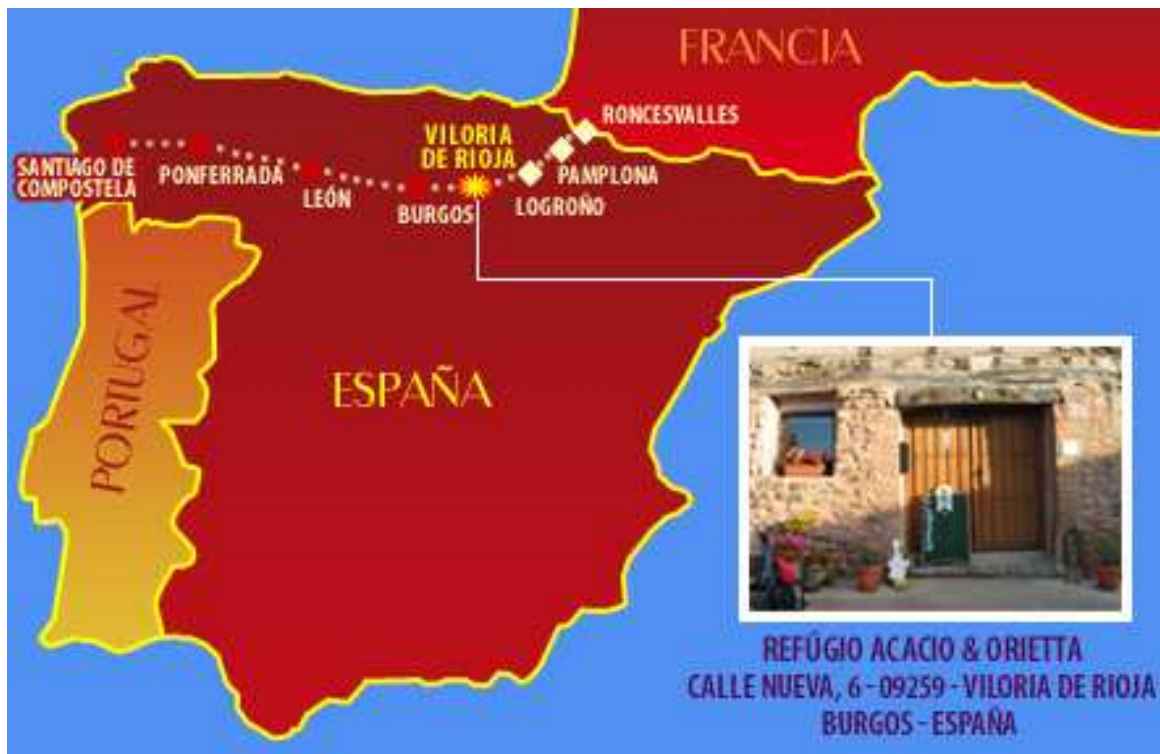 FRANCIA
RONCESVALLES
VILORIA
DE RIOJA
PAMPLONA
SANTIAGO DE
COMPOSTELA
PONFERRADA
LEÓN
BURGOS
LOGROÑO
PORTUGAL
ESPAÑA
REFÚGIO ACACIO & ORIETTA
CALLE NUEVA, 6 - 09259 - VILORIA DE RIOJA
BURGOS - ESPAÑA